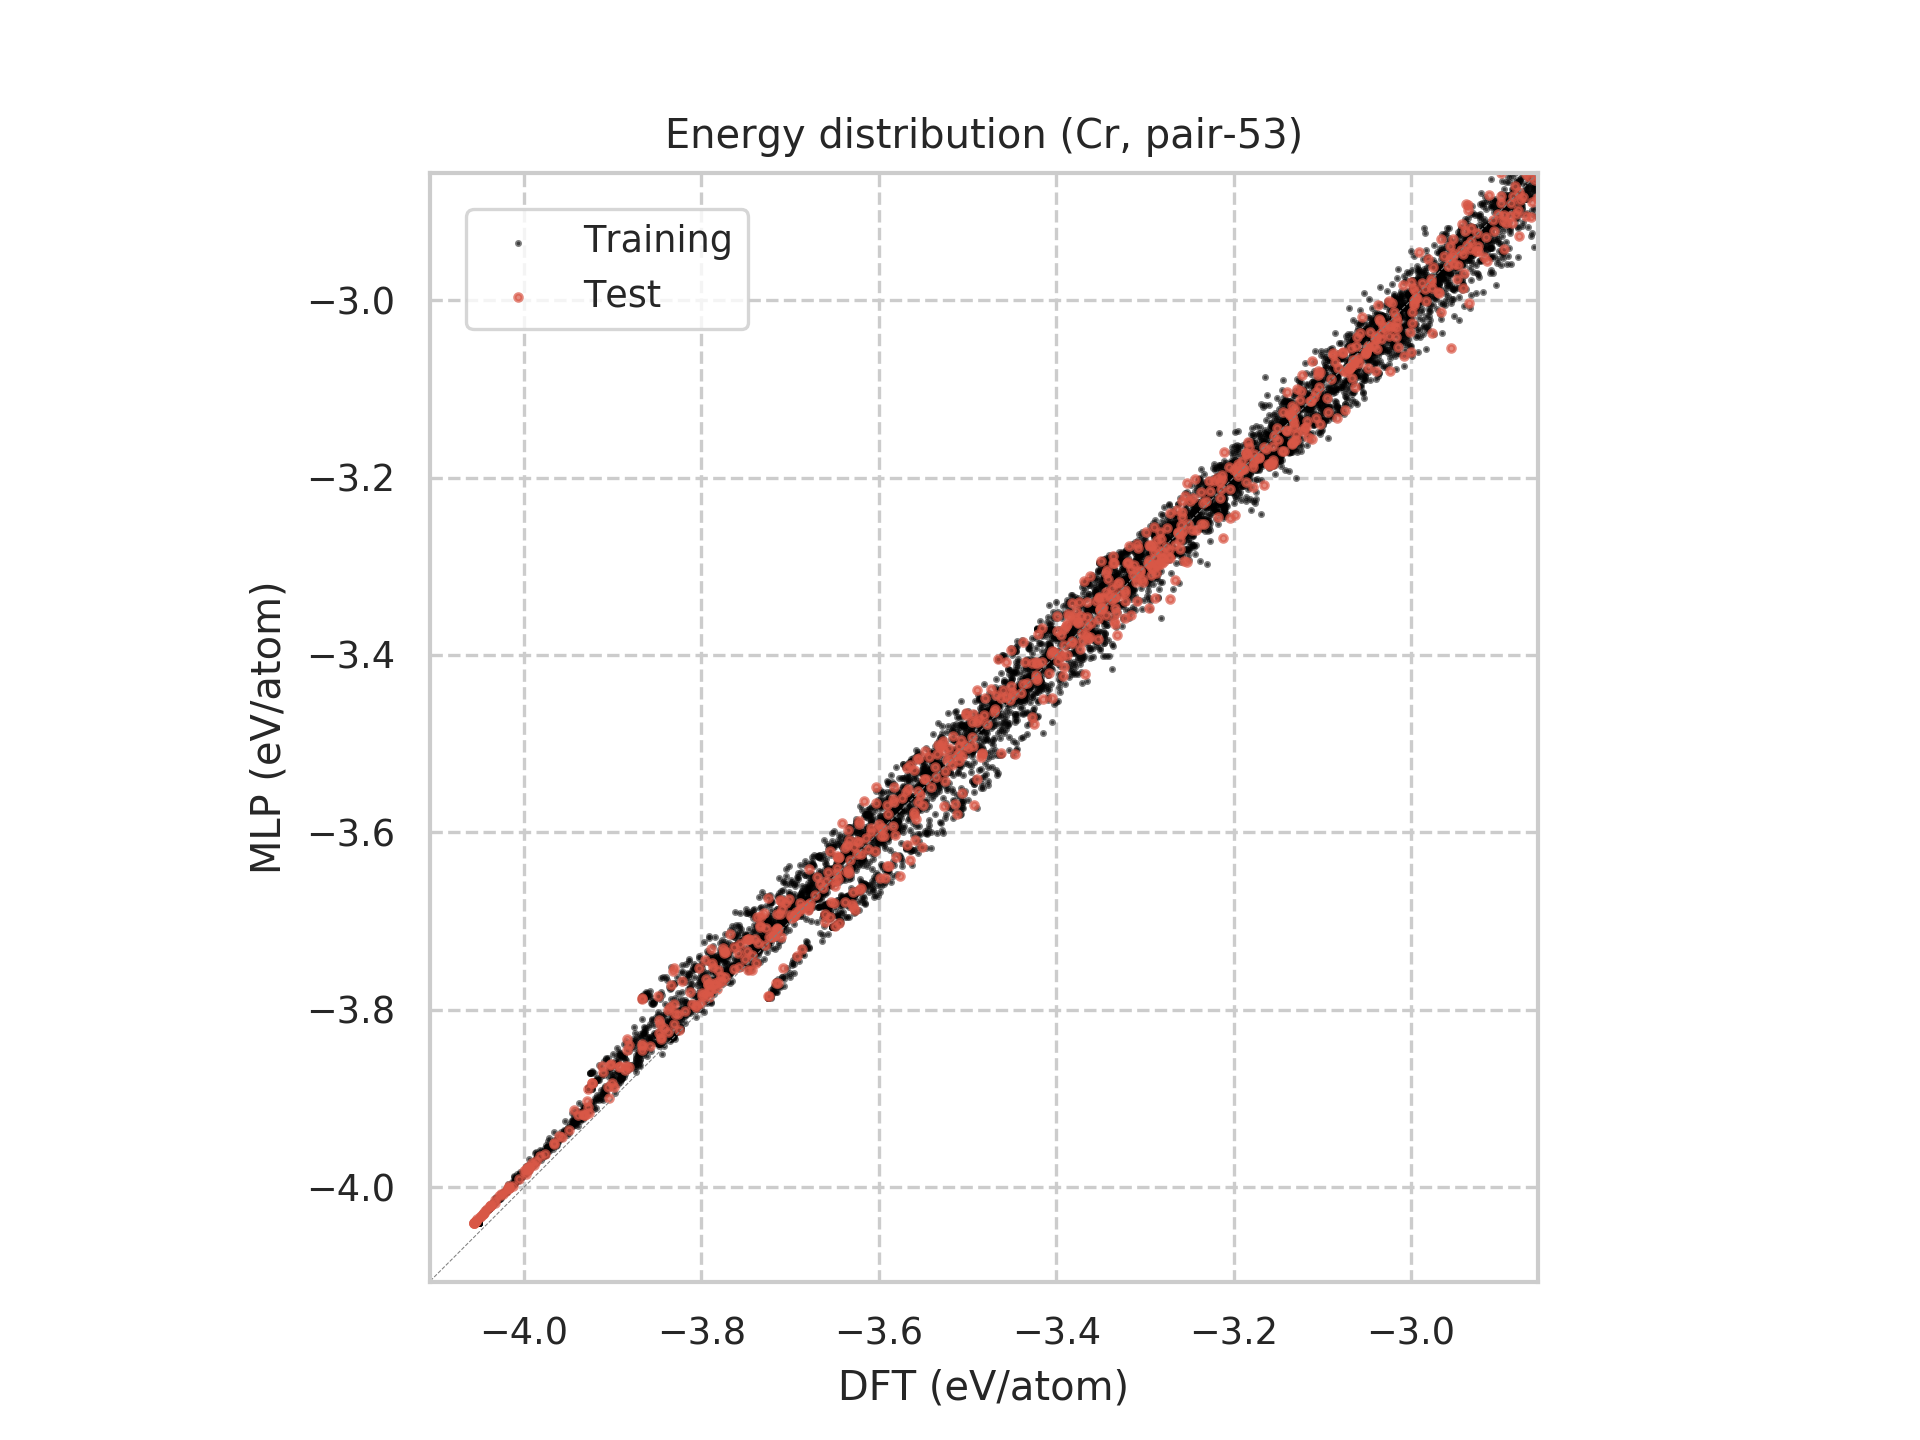 Energy distribution (Cr, pair-53)
Training
Test
−3.0
−3.2
−3.4
−3.6
−3.8
−4.0
MLP (eV/atom)
−4.0 −3.8 −3.6 −3.4 −3.2 −3.0
DFT (eV/atom)